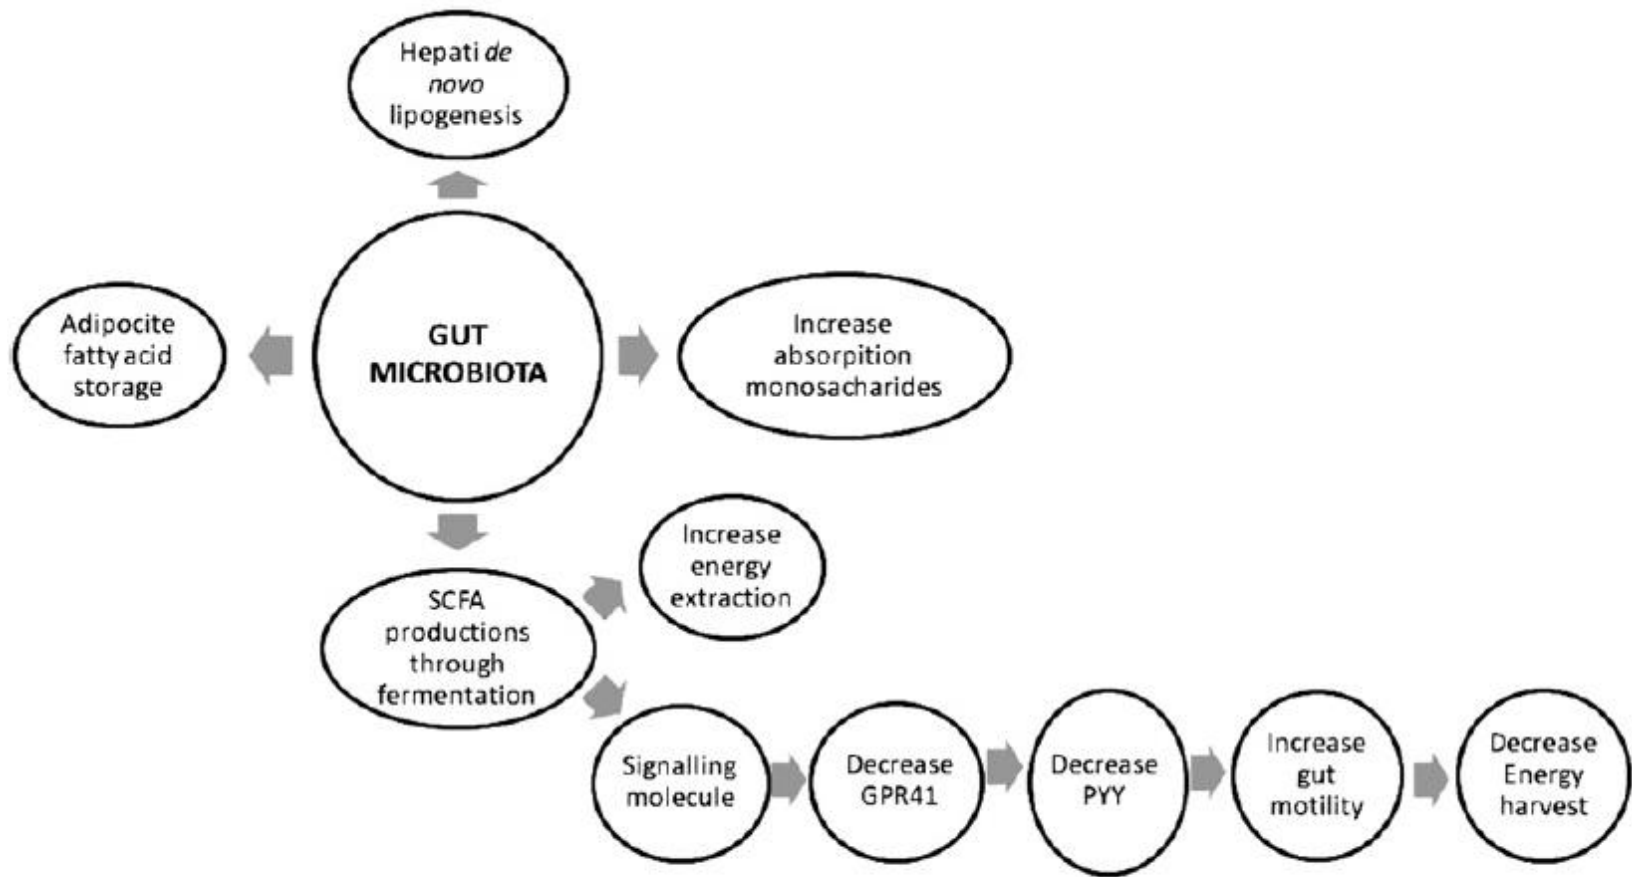 Hepati de
novo
lipogenesis
Adipocite
fatty acid
storage
GUT
MICROBIOTA
Increase
absorpition
monosacharides
Increase
energy
extraction
SCFA
productions
through
fermentation
Signalling
molecule
Decrease
GPR41
Decrease
PYY
Increase
gut
motility
Decrease
Energy
harvest